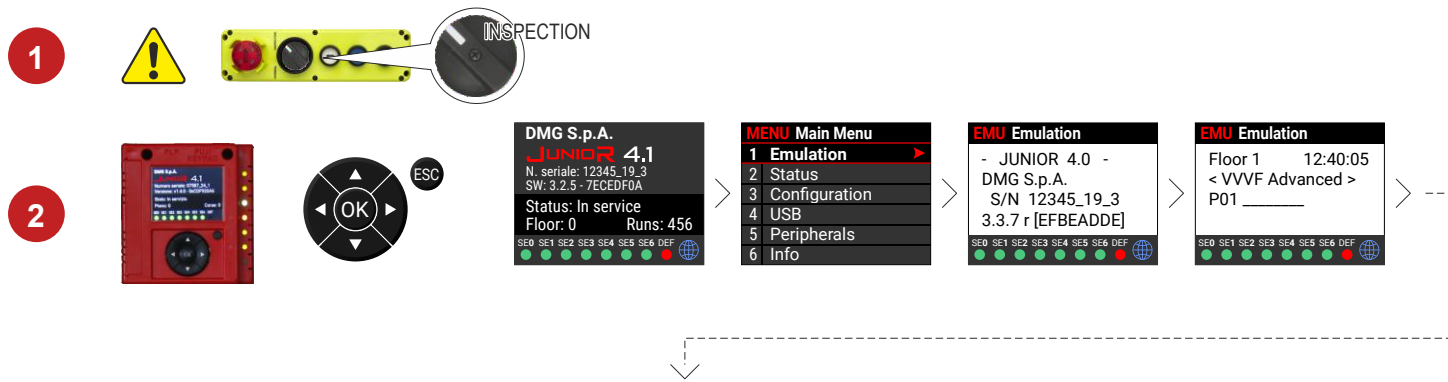 1
INSPECTION
2
OK
ESC
DMG S.p.A.
JUNIOR 4.1
N. seriale: 12345_19_3
SW: 3.2.5 - 7ECEDF0A
Status: In service
Floor: 0 Runs: 456
SE0 SE1 SE2 SE3 SE4 SE5 SE6 DEF
MENU Main Menu
1 Emulation
2 Status
3 Configuration
4 USB
5 Peripherals
6 Info
EMU Emulation
- JUNIOR 4.0 -
DMG S.p.A.
S/N 12345_19_3
3.3.7 r [EFBEADDE]
SE0 SE1 SE2 SE3 SE4 SE5 SE6 DEF
EMU Emulation
Floor 1 12:40:05
< VVVF Advanced >
P01 ________
SE0 SE1 SE2 SE3 SE4 SE5 SE6 DEF